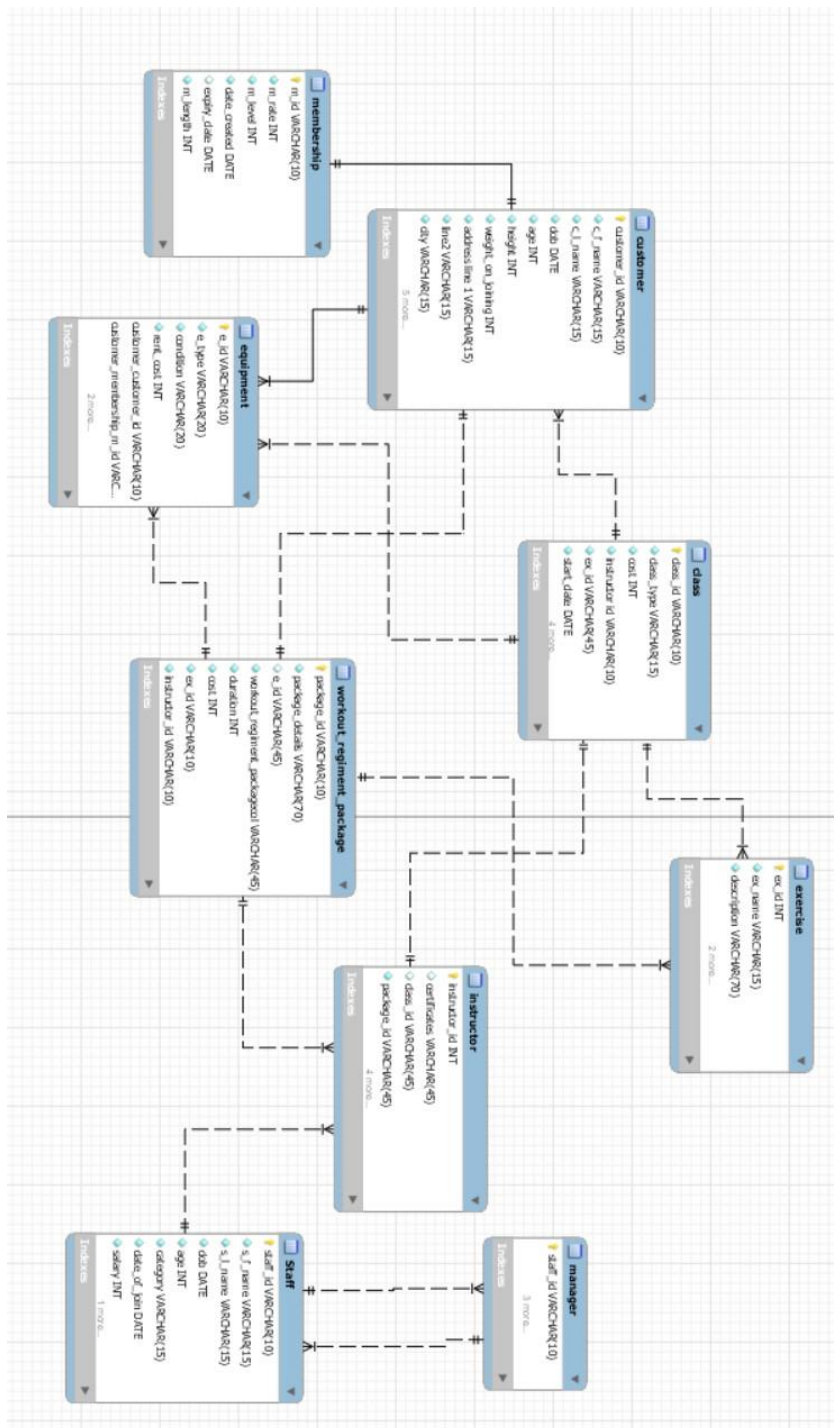 membership
m_id VARCHAR(10)
m_rate INT
m_level INT
date_created DATE
expiry_date DATE
m_length INT
Indexes
customer
customer_id VARCHAR(10)
c_f_name VARCHAR(15)
c_l_name VARCHAR(15)
dob DATE
age INT
height INT
weight_on_joining INT
address line 1 VARCHAR(15)
line2 VARCHAR(15)
city VARCHAR(15)
5 more...
Indexes
equipment
e_id VARCHAR(10)
e_type VARCHAR(20)
condition VARCHAR(20)
rent_cost INT
customer_customer_id VARCHAR(10)
customer_membership_m_id VARC...
2 more...
Indexes
class
class_id VARCHAR(10)
class_type VARCHAR(15)
cost INT
instructor id VARCHAR(10)
ex_id VARCHAR(45)
start_date DATE
4 more...
Indexes
workout_regiment_package
package_id VARCHAR(10)
package_details VARCHAR(70)
e_id VARCHAR(45)
workout_regiment_packagecol VARCHAR(45)
duration INT
cost INT
ex_id VARCHAR(10)
instructor_id VARCHAR(10)
Indexes
exercise
ex_id INT
ex_name VARCHAR(15)
description VARCHAR(70)
2 more...
Indexes
instructor
instructor_id INT
certificates VARCHAR(45)
class_id VARCHAR(45)
package_id VARCHAR(45)
4 more...
Indexes
Staff
staff_id VARCHAR(10)
s_f_name VARCHAR(15)
s_l_name VARCHAR(15)
dob DATE
age INT
category VARCHAR(15)
date_of_join DATE
salary INT
1 more...
Indexes
manager
staff_id VARCHAR(10)
3 more...
Indexes